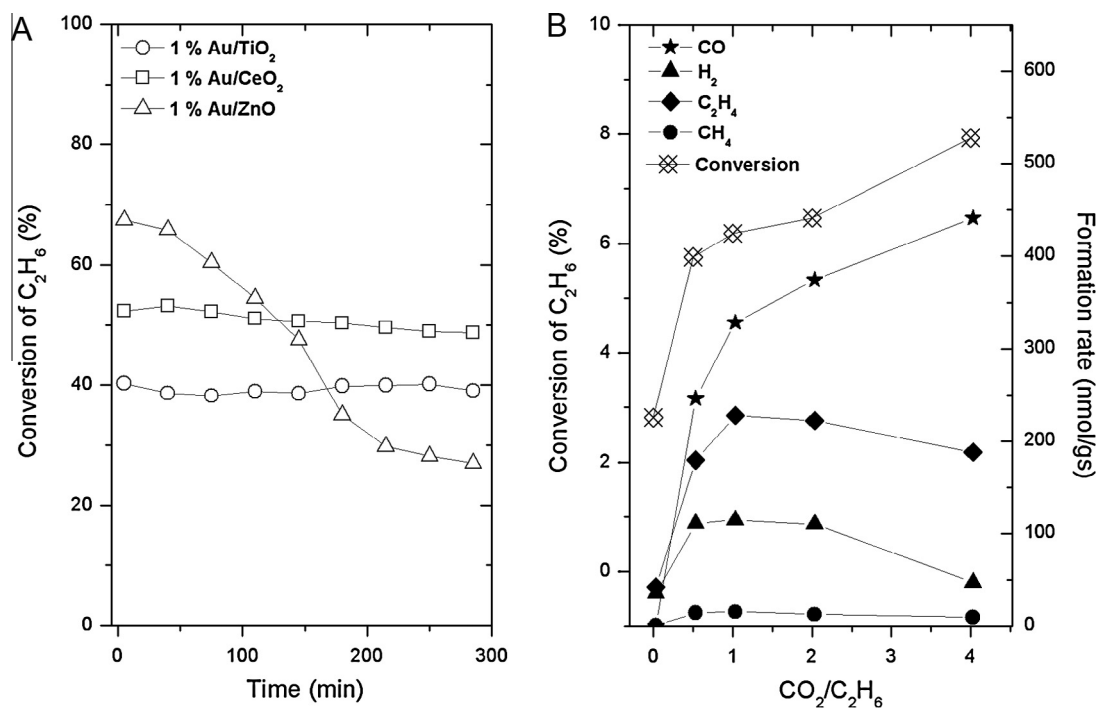 A
100
80
60
40
20
0
Conversion of C₂H₆ (%)
1 % Au/TiO₂
1 % Au/CeO₂
1 % Au/ZnO
0
100
200
300
Time (min)
B
10
8
6
4
2
0
Conversion of C₂H₆ (%)
CO
H₂
C₂H₄
CH₄
Conversion
600
500
400
300
200
100
0
Formation rate (nmol/gs)
0
1
2
3
4
CO₂/C₂H₆